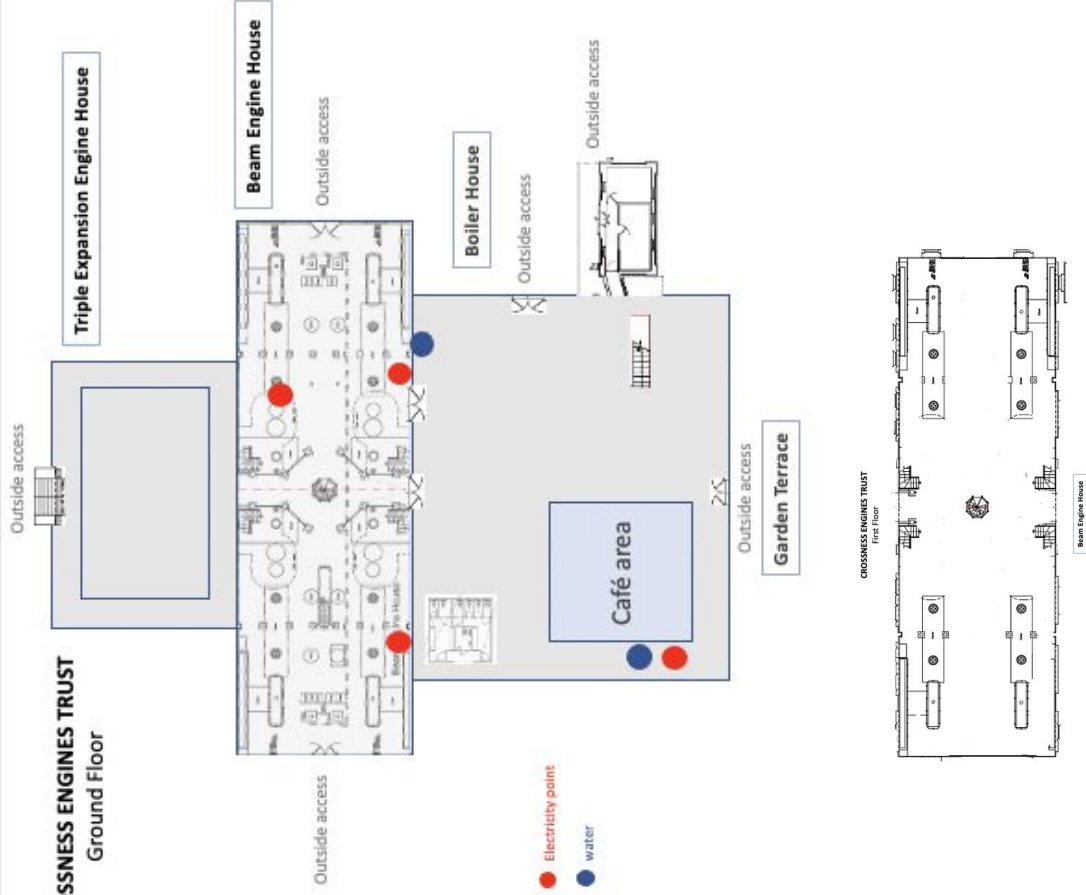 SSNESS ENGINES TRUST
Ground Floor
Outside access
Triple Expansion Engine House
Beam Engine House
Outside access
Outside access
Boiler House
Outside access
Outside access
Café area
Outside access
Garden Terrace
Electricity point
water
CROSSNESS ENGINES TRUST
First Floor
Beam Engine House